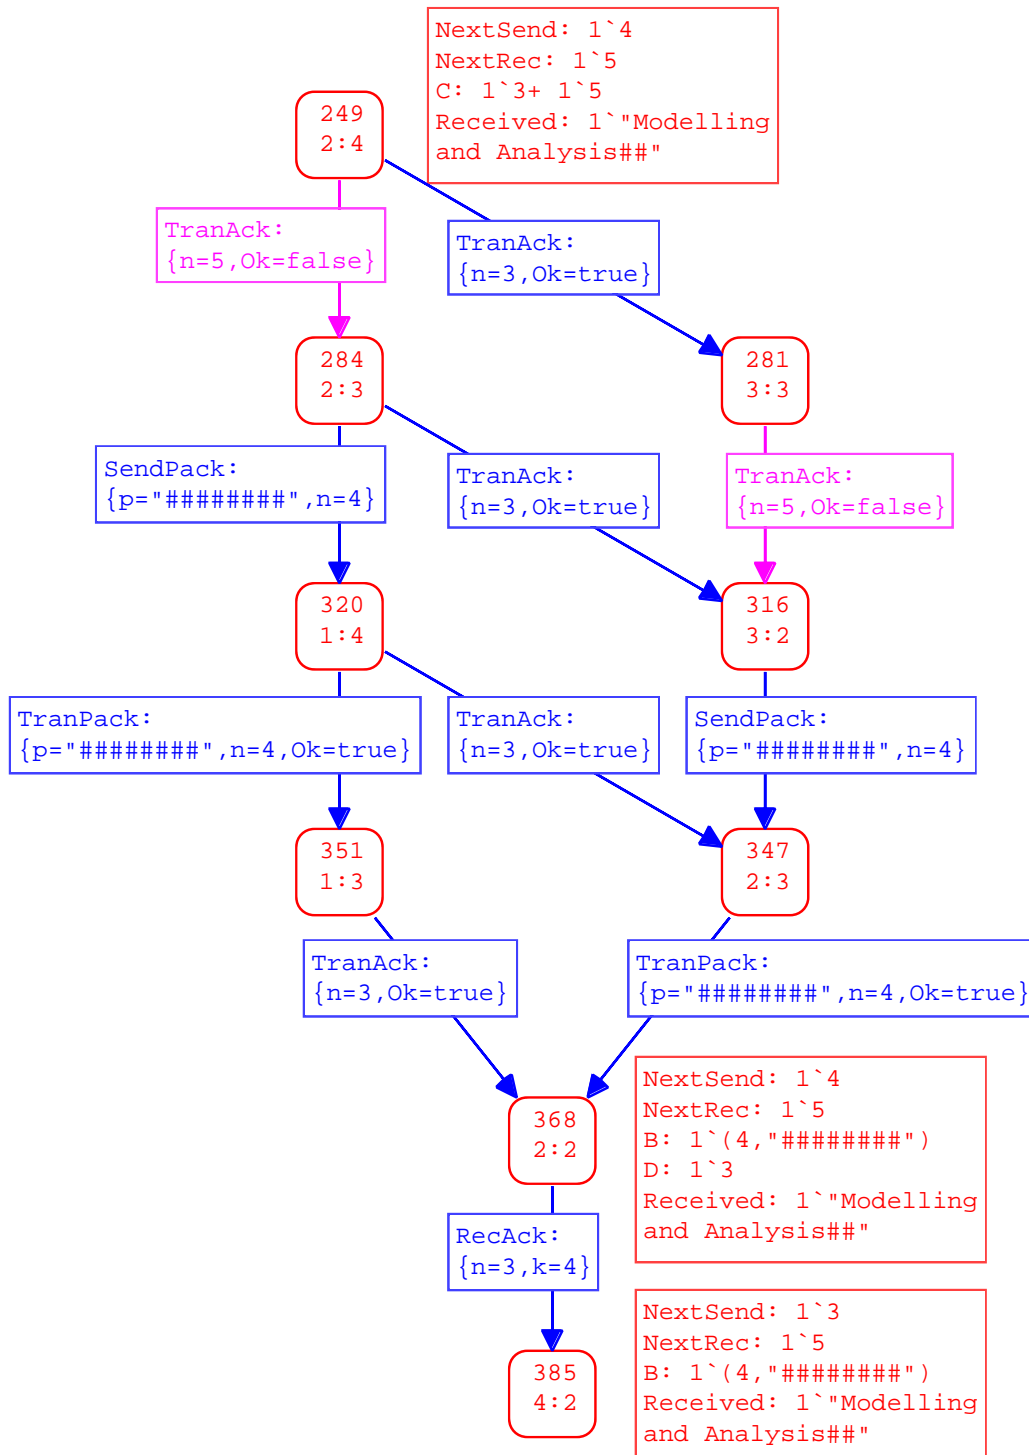 NextSend: 1`4
NextRec: 1`5
C: 1`3+ 1`5
Received: 1`"Modelling
and Analysis##"
249
2:4
TranAck:
{n=5,Ok=false}
TranAck:
{n=3,Ok=true}
284
2:3
281
3:3
SendPack:
{p="########",n=4}
TranAck:
{n=3,Ok=true}
TranAck:
{n=5,Ok=false}
320
1:4
316
3:2
TranPack:
{p="########",n=4,Ok=true}
TranAck:
{n=3,Ok=true}
SendPack:
{p="########",n=4}
351
1:3
347
2:3
TranAck:
{n=3,Ok=true}
TranPack:
{p="########",n=4,Ok=true}
368
2:2
NextSend: 1`4
NextRec: 1`5
B: 1`(4,"########")
D: 1`3
Received: 1`"Modelling
and Analysis##"
RecAck:
{n=3,k=4}
385
4:2
NextSend: 1`3
NextRec: 1`5
B: 1`(4,"########")
Received: 1`"Modelling
and Analysis##"